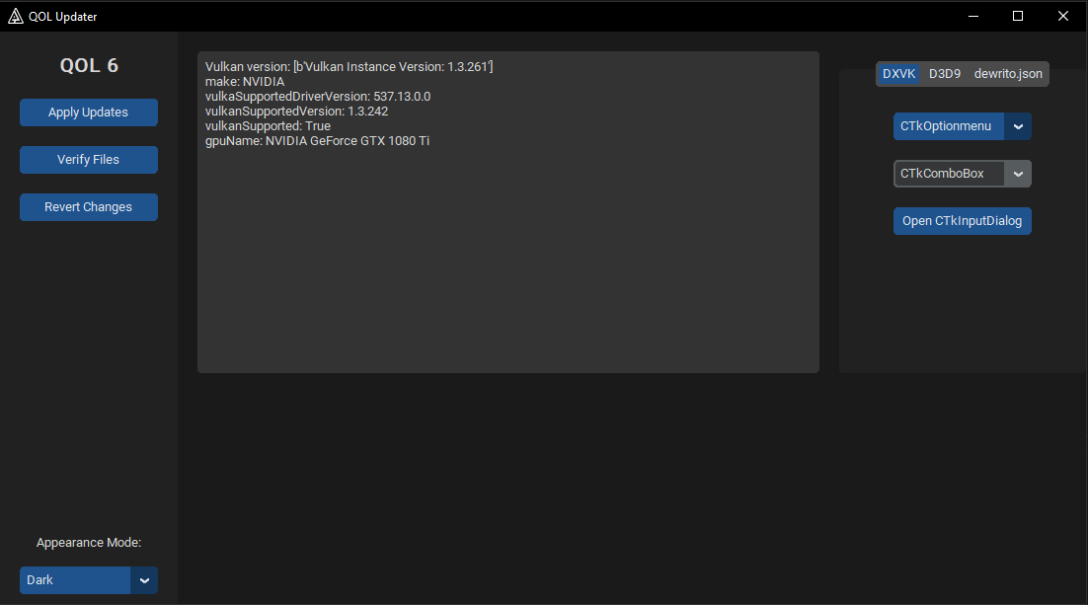 QOL Updater
QOL 6
Apply Updates
Verify Files
Revert Changes
Appearance Mode:
Dark
Vulkan version: [b'Vulkan Instance Version: 1.3.261']
make: NVIDIA
vulkaSupportedDriverVersion: 537.13.0.0
vulkanSupportedVersion: 1.3.242
vulkanSupported: True
gpuName: NVIDIA GeForce GTX 1080 Ti
DXVK D3D9 dewrito.json
CTkOptionmenu
CTkComboBox
Open CTkInputDialog